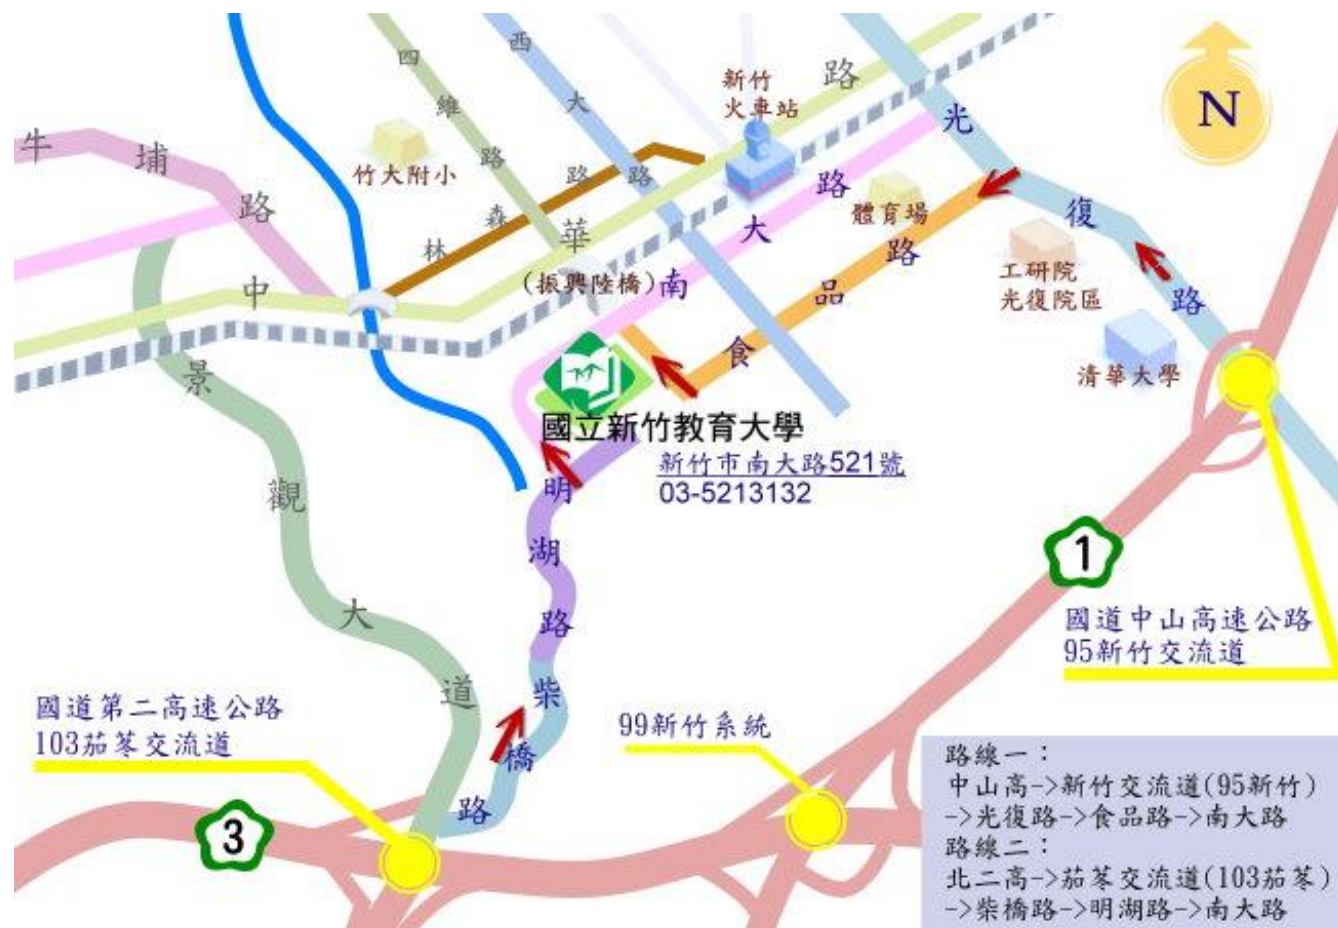 四維路
西大路
新竹
火車站
中華路
光復路
N
牛埔路
竹大附小
林森路
南大路
體育場
食品路
工研院
光復院區
(振興陸橋)
清華大學
景觀大道
國立新竹教育大學
新竹市南大路521號
03-5213132
明湖路
1
國道中山高速公路
95新竹交流道
柴橋路
國道第二高速公路
103茄苳交流道
99新竹系統
3
路線一：
中山高->新竹交流道(95新竹)
->光復路->食品路->南大路
路線二：
北二高->茄苳交流道(103茄苳)
->柴橋路->明湖路->南大路